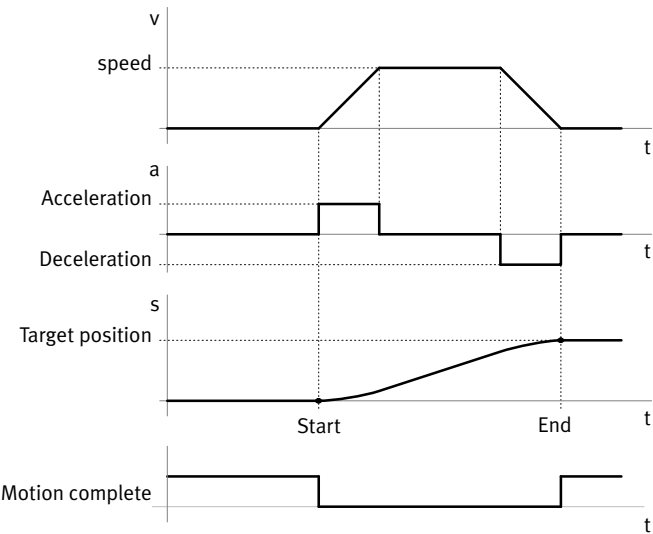 v
speed
t
a
Acceleration
t
Deceleration
s
Target position
Start
End
t
Motion complete
t